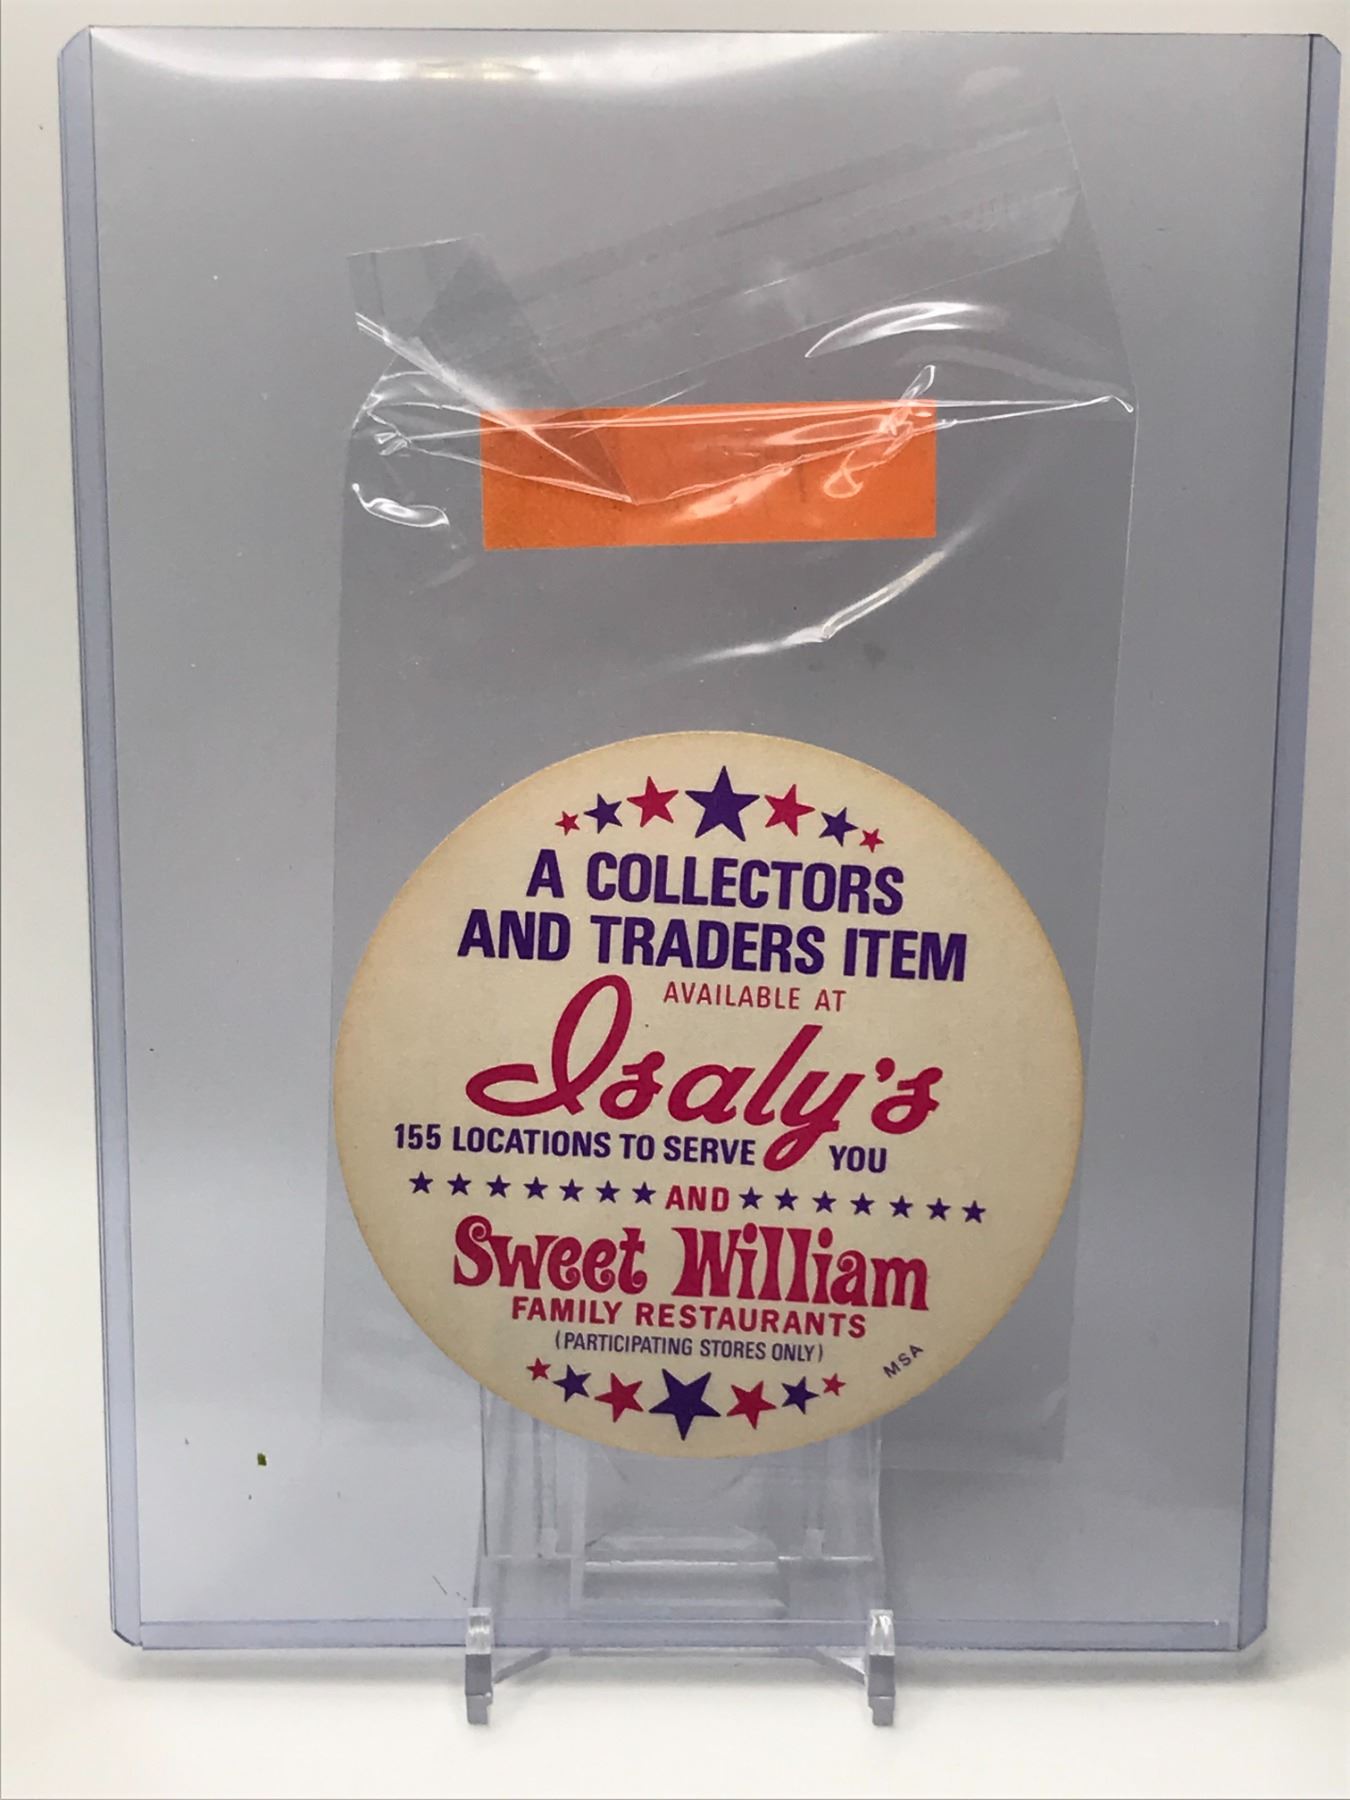 A COLLECTORS
AND TRADERS ITEM
AVAILABLE AT
Isaly's
155 LOCATIONS TO SERVE YOU
AND
Sweet William
FAMILY RESTAURANTS
(PARTICIPATING STORES ONLY)
MSA